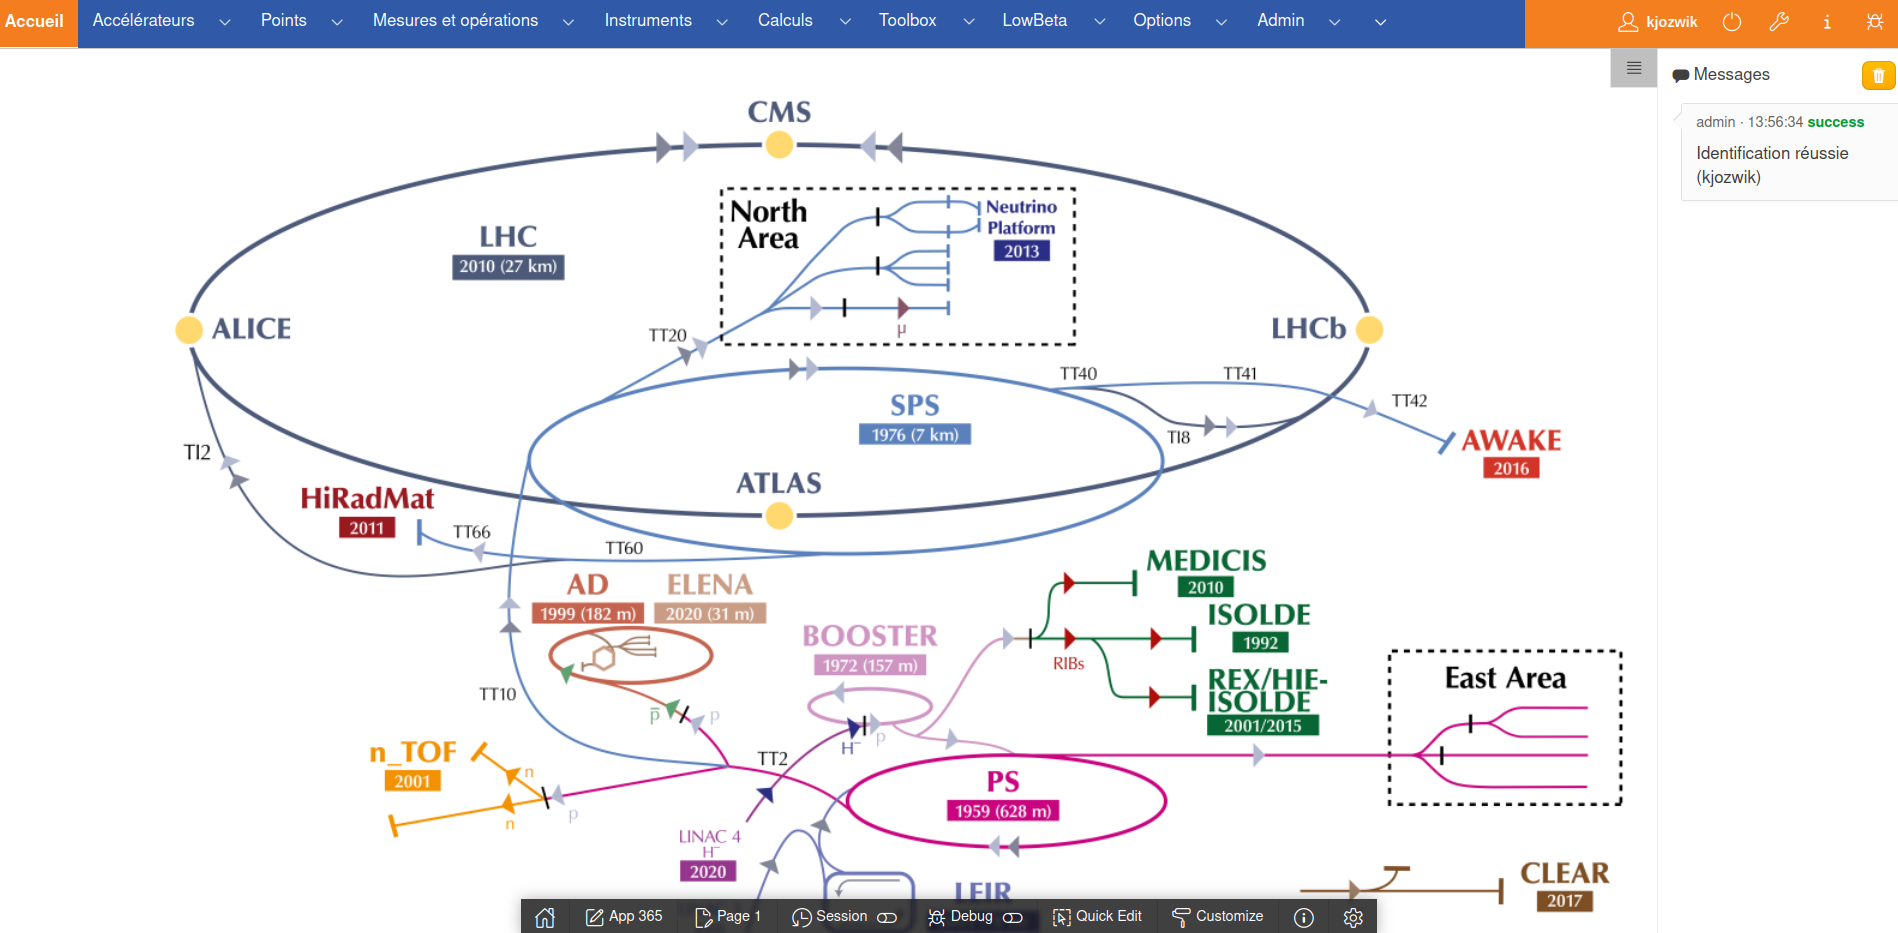 Accueil Accélérateurs Points Mesures et opérations Instruments Calculs Toolbox LowBeta Options Admin kjozwik
Messages
admin · 13:56:34 success
Identification réussie
(kjozwik)
CMS
North
Area
Neutrino
Platform
2013
LHC
2010 (27 km)
ALICE
LHCb
TT20
μ
TT40
TT41
TT42
SPS
1976 (7 km)
TI8
AWAKE
2016
TI2
ATLAS
HiRadMat
2011
TT66
TT60
AD
1999 (182 m)
ELENA
2020 (31 m)
MEDICIS
2010
ISOLDE
1992
RIBs
REX/HIE-
ISOLDE
2001/2015
BOOSTER
1972 (157 m)
East Area
TT10
p̅
p
H⁻
p
n_TOF
2001
n
n
p
TT2
PS
1959 (628 m)
LINAC 4
H⁻
2020
LEIR
CLEAR
2017
App 365 Page 1 Session Debug Quick Edit Customize